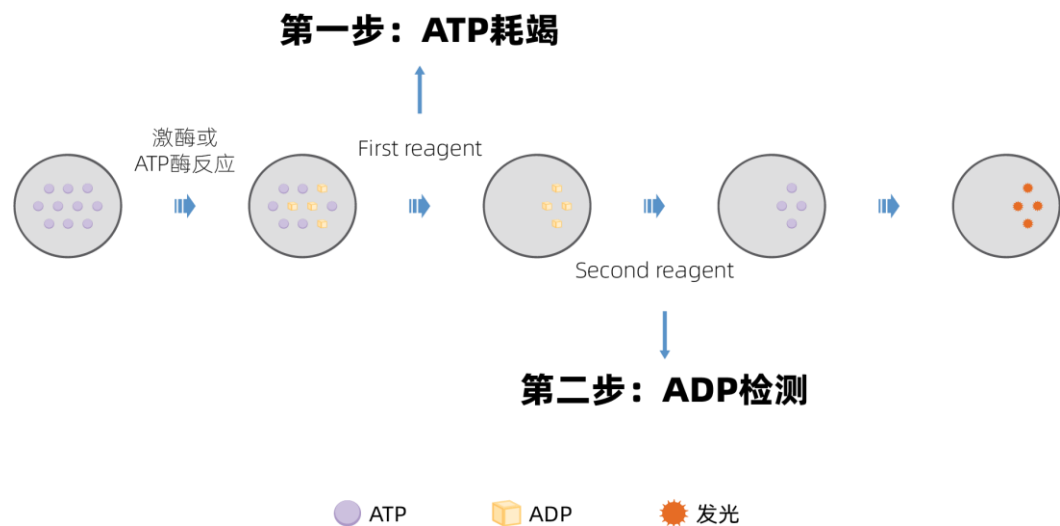 第一步：ATP耗竭
激酶或
ATP酶反应
First reagent
Second reagent
第二步：ADP检测
ATP
ADP
发光